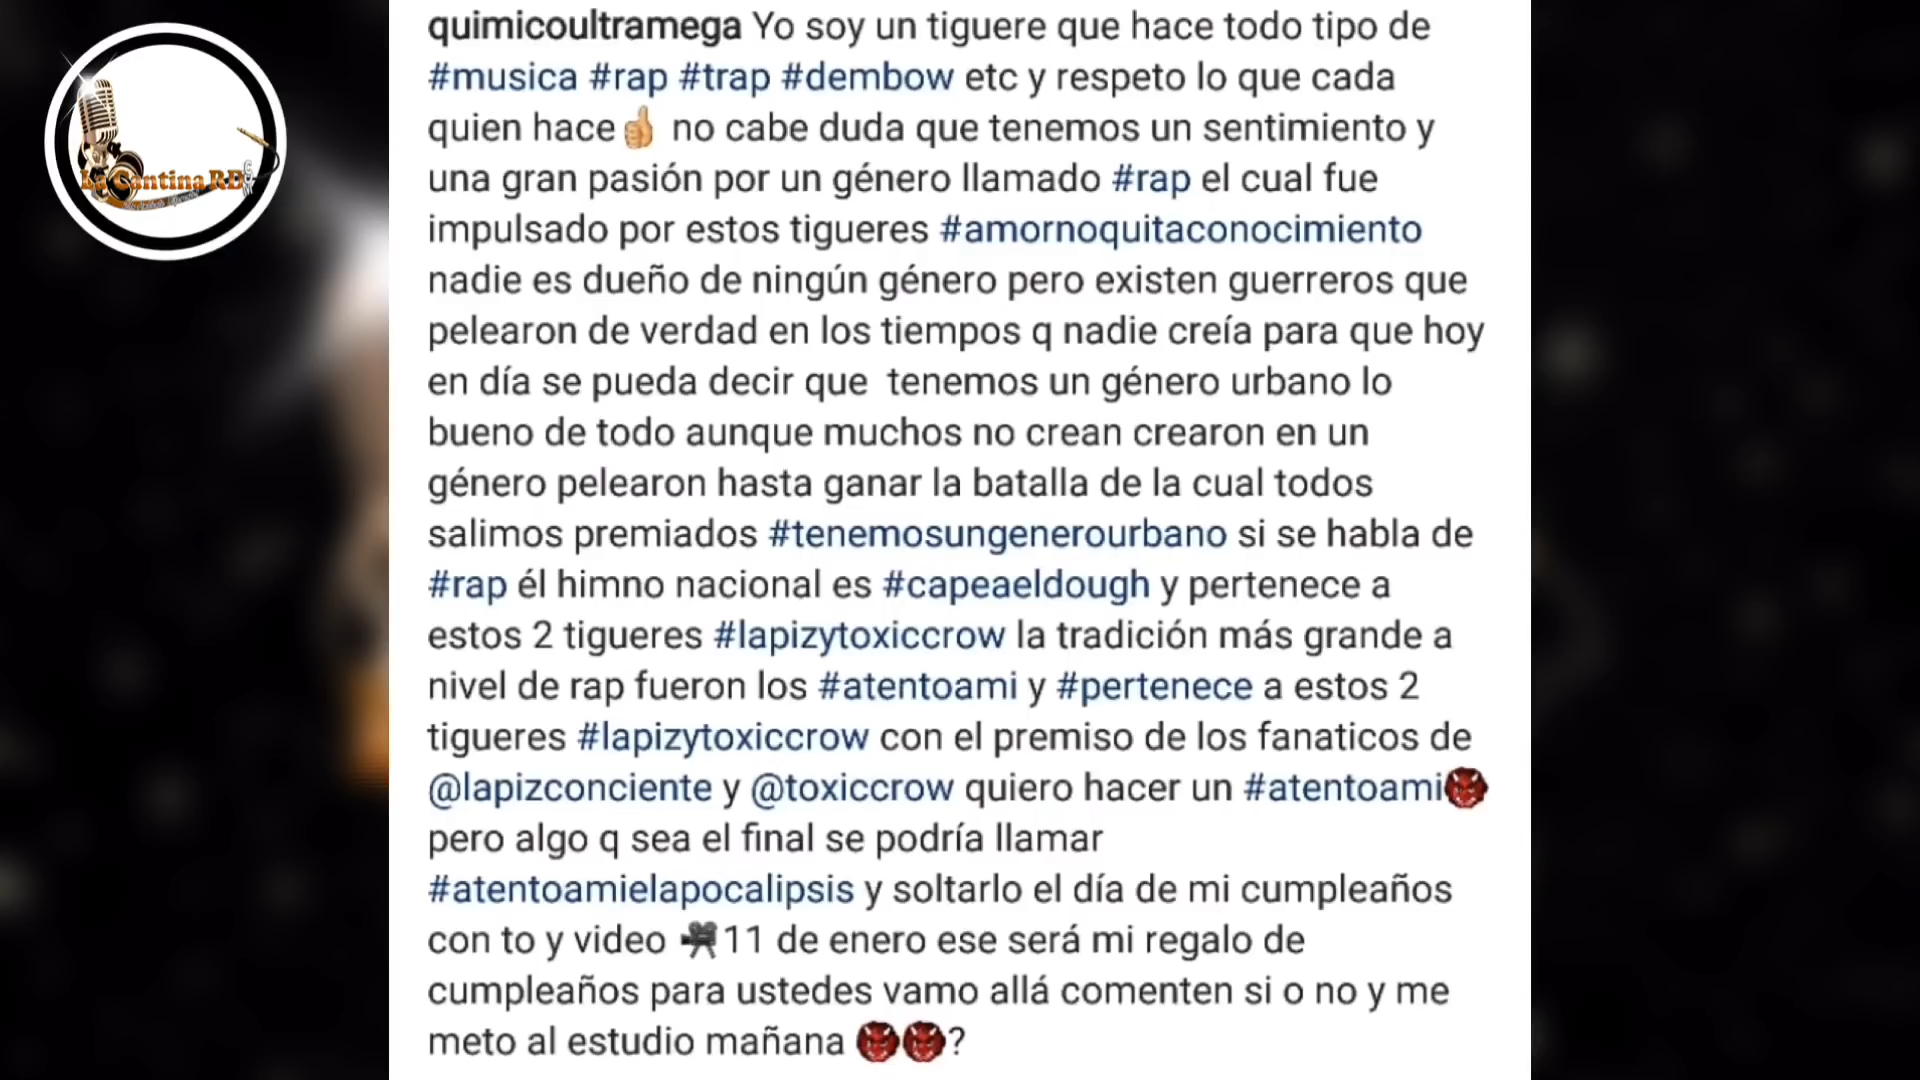 La Cantina RD
quimicoultramega Yo soy un tiguere que hace todo tipo de
#musica #rap #trap #dembow etc y respeto lo que cada
quien hace👍🏼 no cabe duda que tenemos un sentimiento y
una gran pasión por un género llamado #rap el cual fue
impulsado por estos tigueres #amornoquitaconocimiento
nadie es dueño de ningún género pero existen guerreros que
pelearon de verdad en los tiempos q nadie creía para que hoy
en día se pueda decir que tenemos un género urbano lo
bueno de todo aunque muchos no crean crearon en un
género pelearon hasta ganar la batalla de la cual todos
salimos premiados #tenemosungenerourbano si se habla de
#rap él himno nacional es #capeaeldough y pertenece a
estos 2 tigueres #lapizytoxiccrow la tradición más grande a
nivel de rap fueron los #atentoami y #pertenece a estos 2
tigueres #lapizytoxiccrow con el premiso de los fanaticos de
@lapizconciente y @toxiccrow quiero hacer un #atentoami👹
pero algo q sea el final se podría llamar
#atentoamielapocalipsis y soltarlo el día de mi cumpleaños
con to y video 🎥11 de enero ese será mi regalo de
cumpleaños para ustedes vamo allá comenten si o no y me
meto al estudio mañana 👹👹?